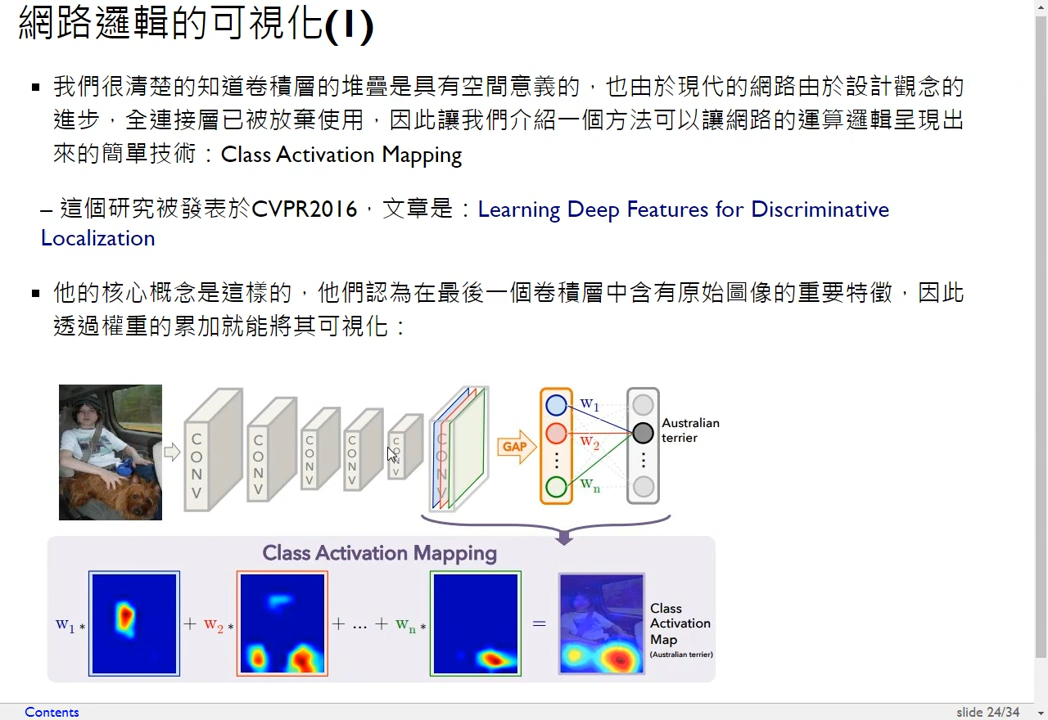 網路邏輯的可視化(1)
我們很清楚的知道卷積層的堆疊是具有空間意義的，也由於現代的網路由於設計觀念的
進步，全連接層已被放棄使用，因此讓我們介紹一個方法可以讓網路的運算邏輯呈現出
來的簡單技術：Class Activation Mapping
– 這個研究被發表於CVPR2016，文章是：Learning Deep Features for Discriminative
Localization
他的核心概念是這樣的，他們認為在最後一個卷積層中含有原始圖像的重要特徵，因此
透過權重的累加就能將其可視化：
CONV
CONV
CONV
CONV
CONV
CONV
GAP
w1
w2
wn
Australian
terrier
Class Activation Mapping
w1 * + w2 * + ... + wn * =
Class
Activation
Map
(Australian terrier)
Contents
slide 24/34